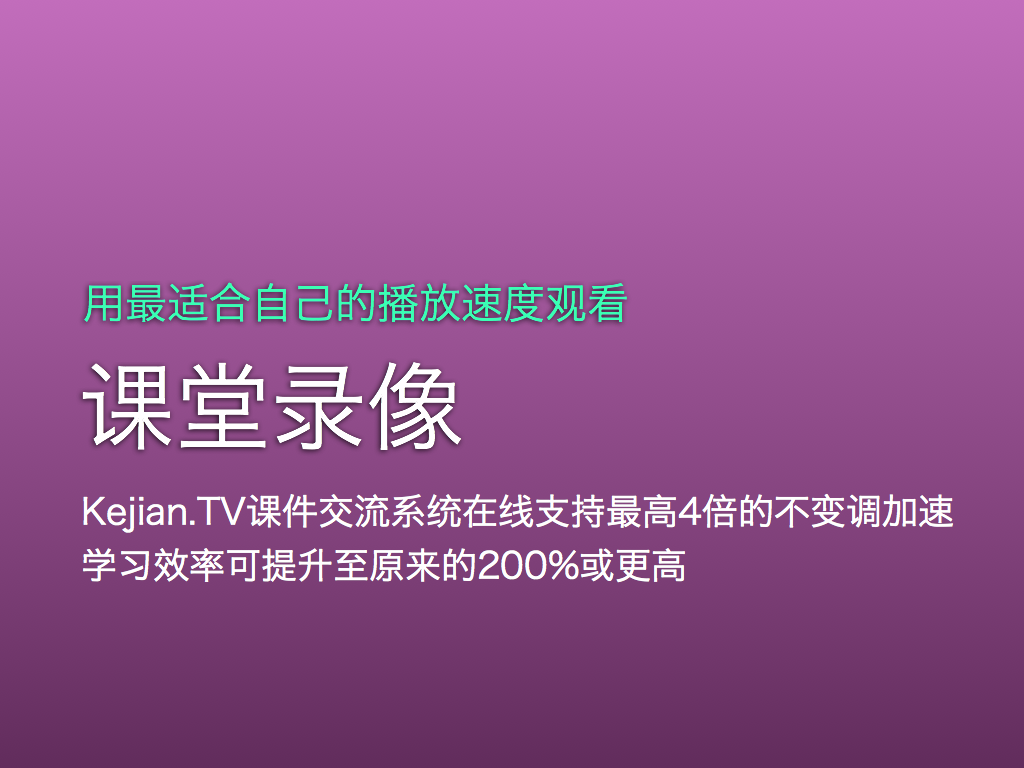 用最适合自己的播放速度观看
课堂录像
Kejian.TV课件交流系统在线支持最高4倍的不变调加速
学习效率可提升至原来的200%或更高